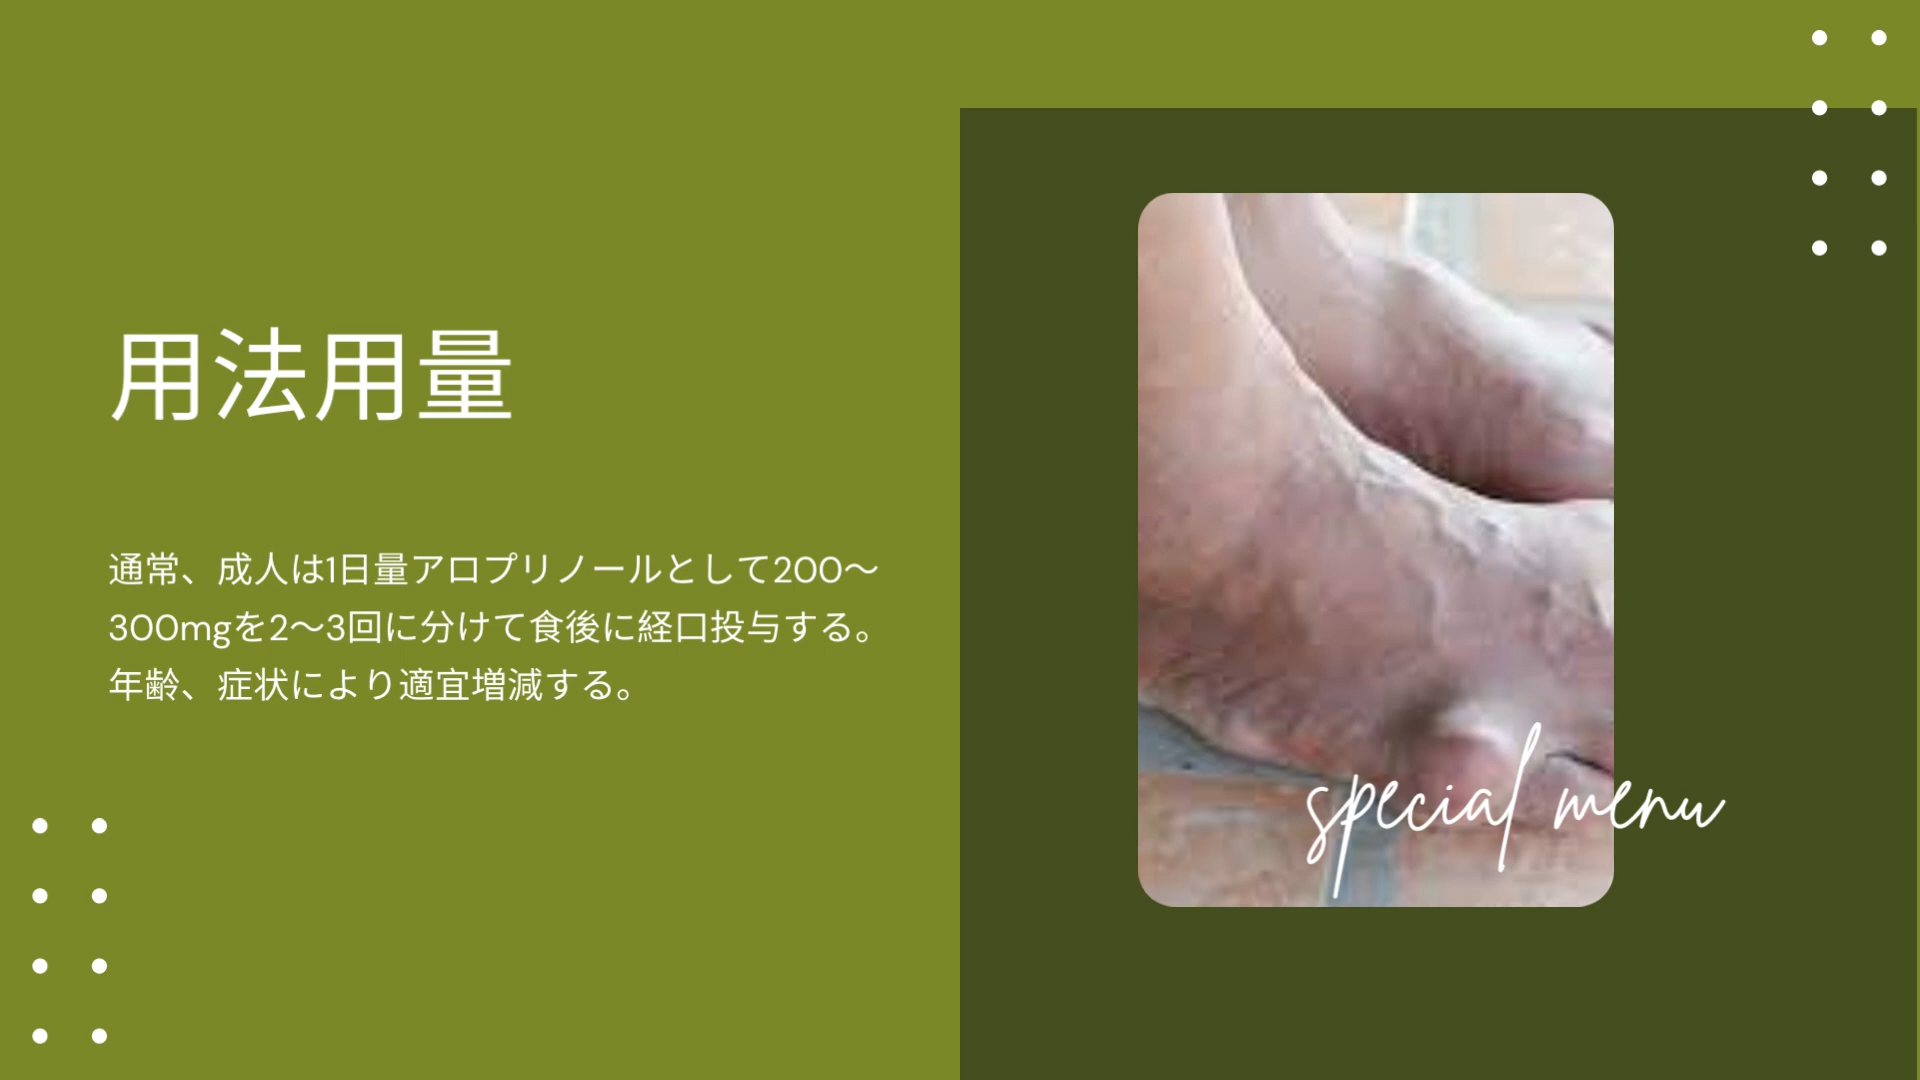 用法用量
通常、成人は1日量アロプリノールとして200〜
300mgを2〜3回に分けて食後に経口投与する。
年齢、症状により適宜増減する。
special menu